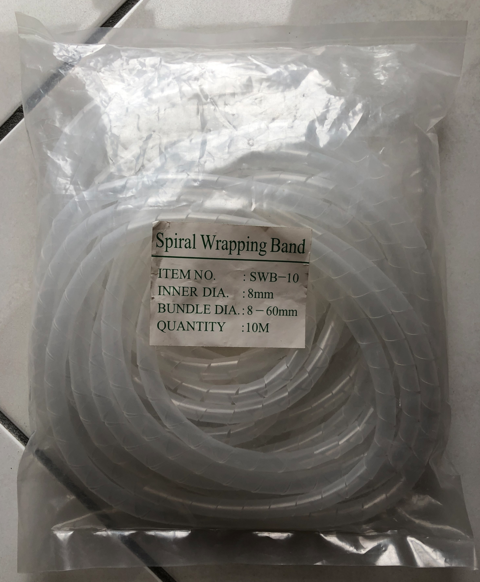 Spiral Wrapping Band
ITEM NO. : SWB-10
INNER DIA. : 8mm
BUNDLE DIA. : 8-60mm
QUANTITY : 10M